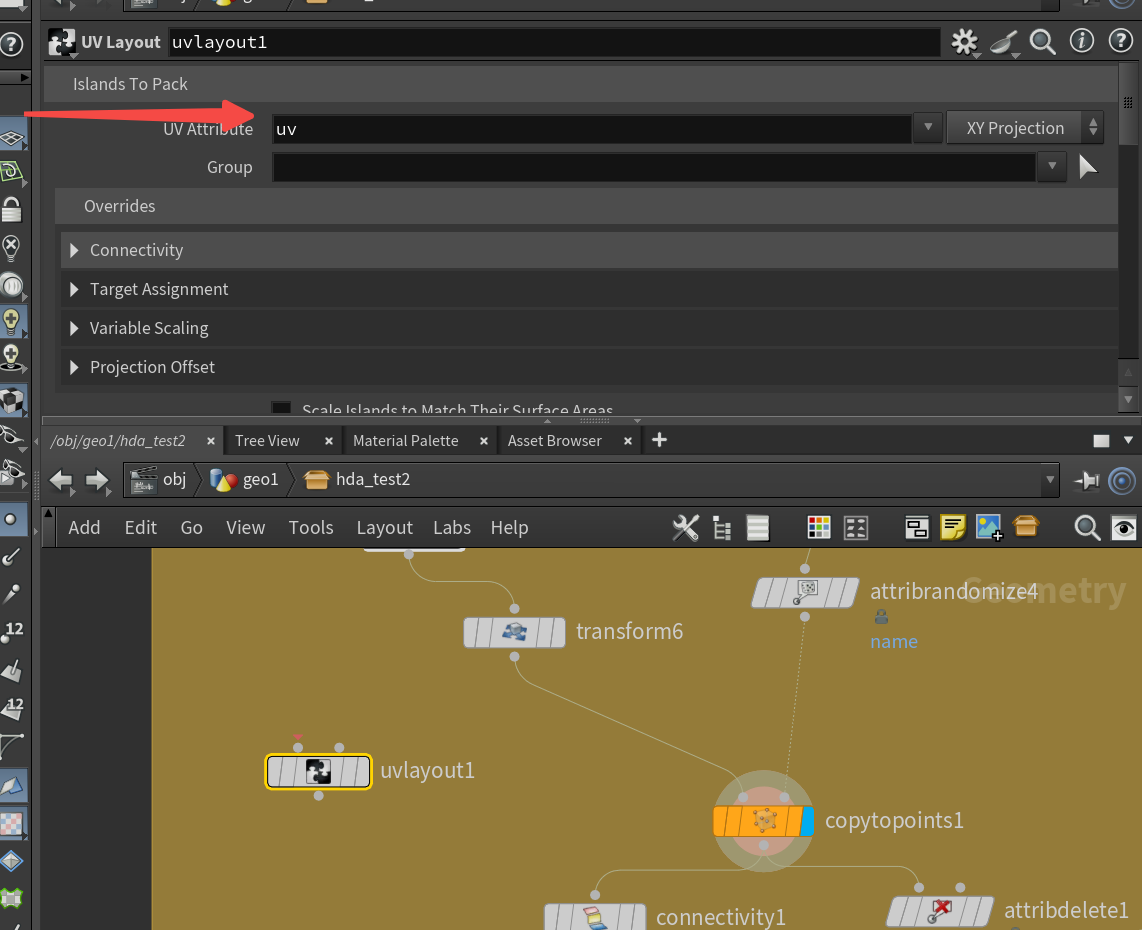 UV Layout uvlayout1
Islands To Pack
UV Attribute uv XY Projection
Group
Overrides
Connectivity
Target Assignment
Variable Scaling
Projection Offset
Scale Islands to Match Their Surface Areas
/obj/geo1/hda_test2 × Tree View × Material Palette × Asset Browser × +
obj geo1 hda_test2
Add Edit Go View Tools Layout Labs Help
Geometry
attribrandomize4
name
transform6
12
12
uvlayout1
copytopoints1
connectivity1
attribdelete1